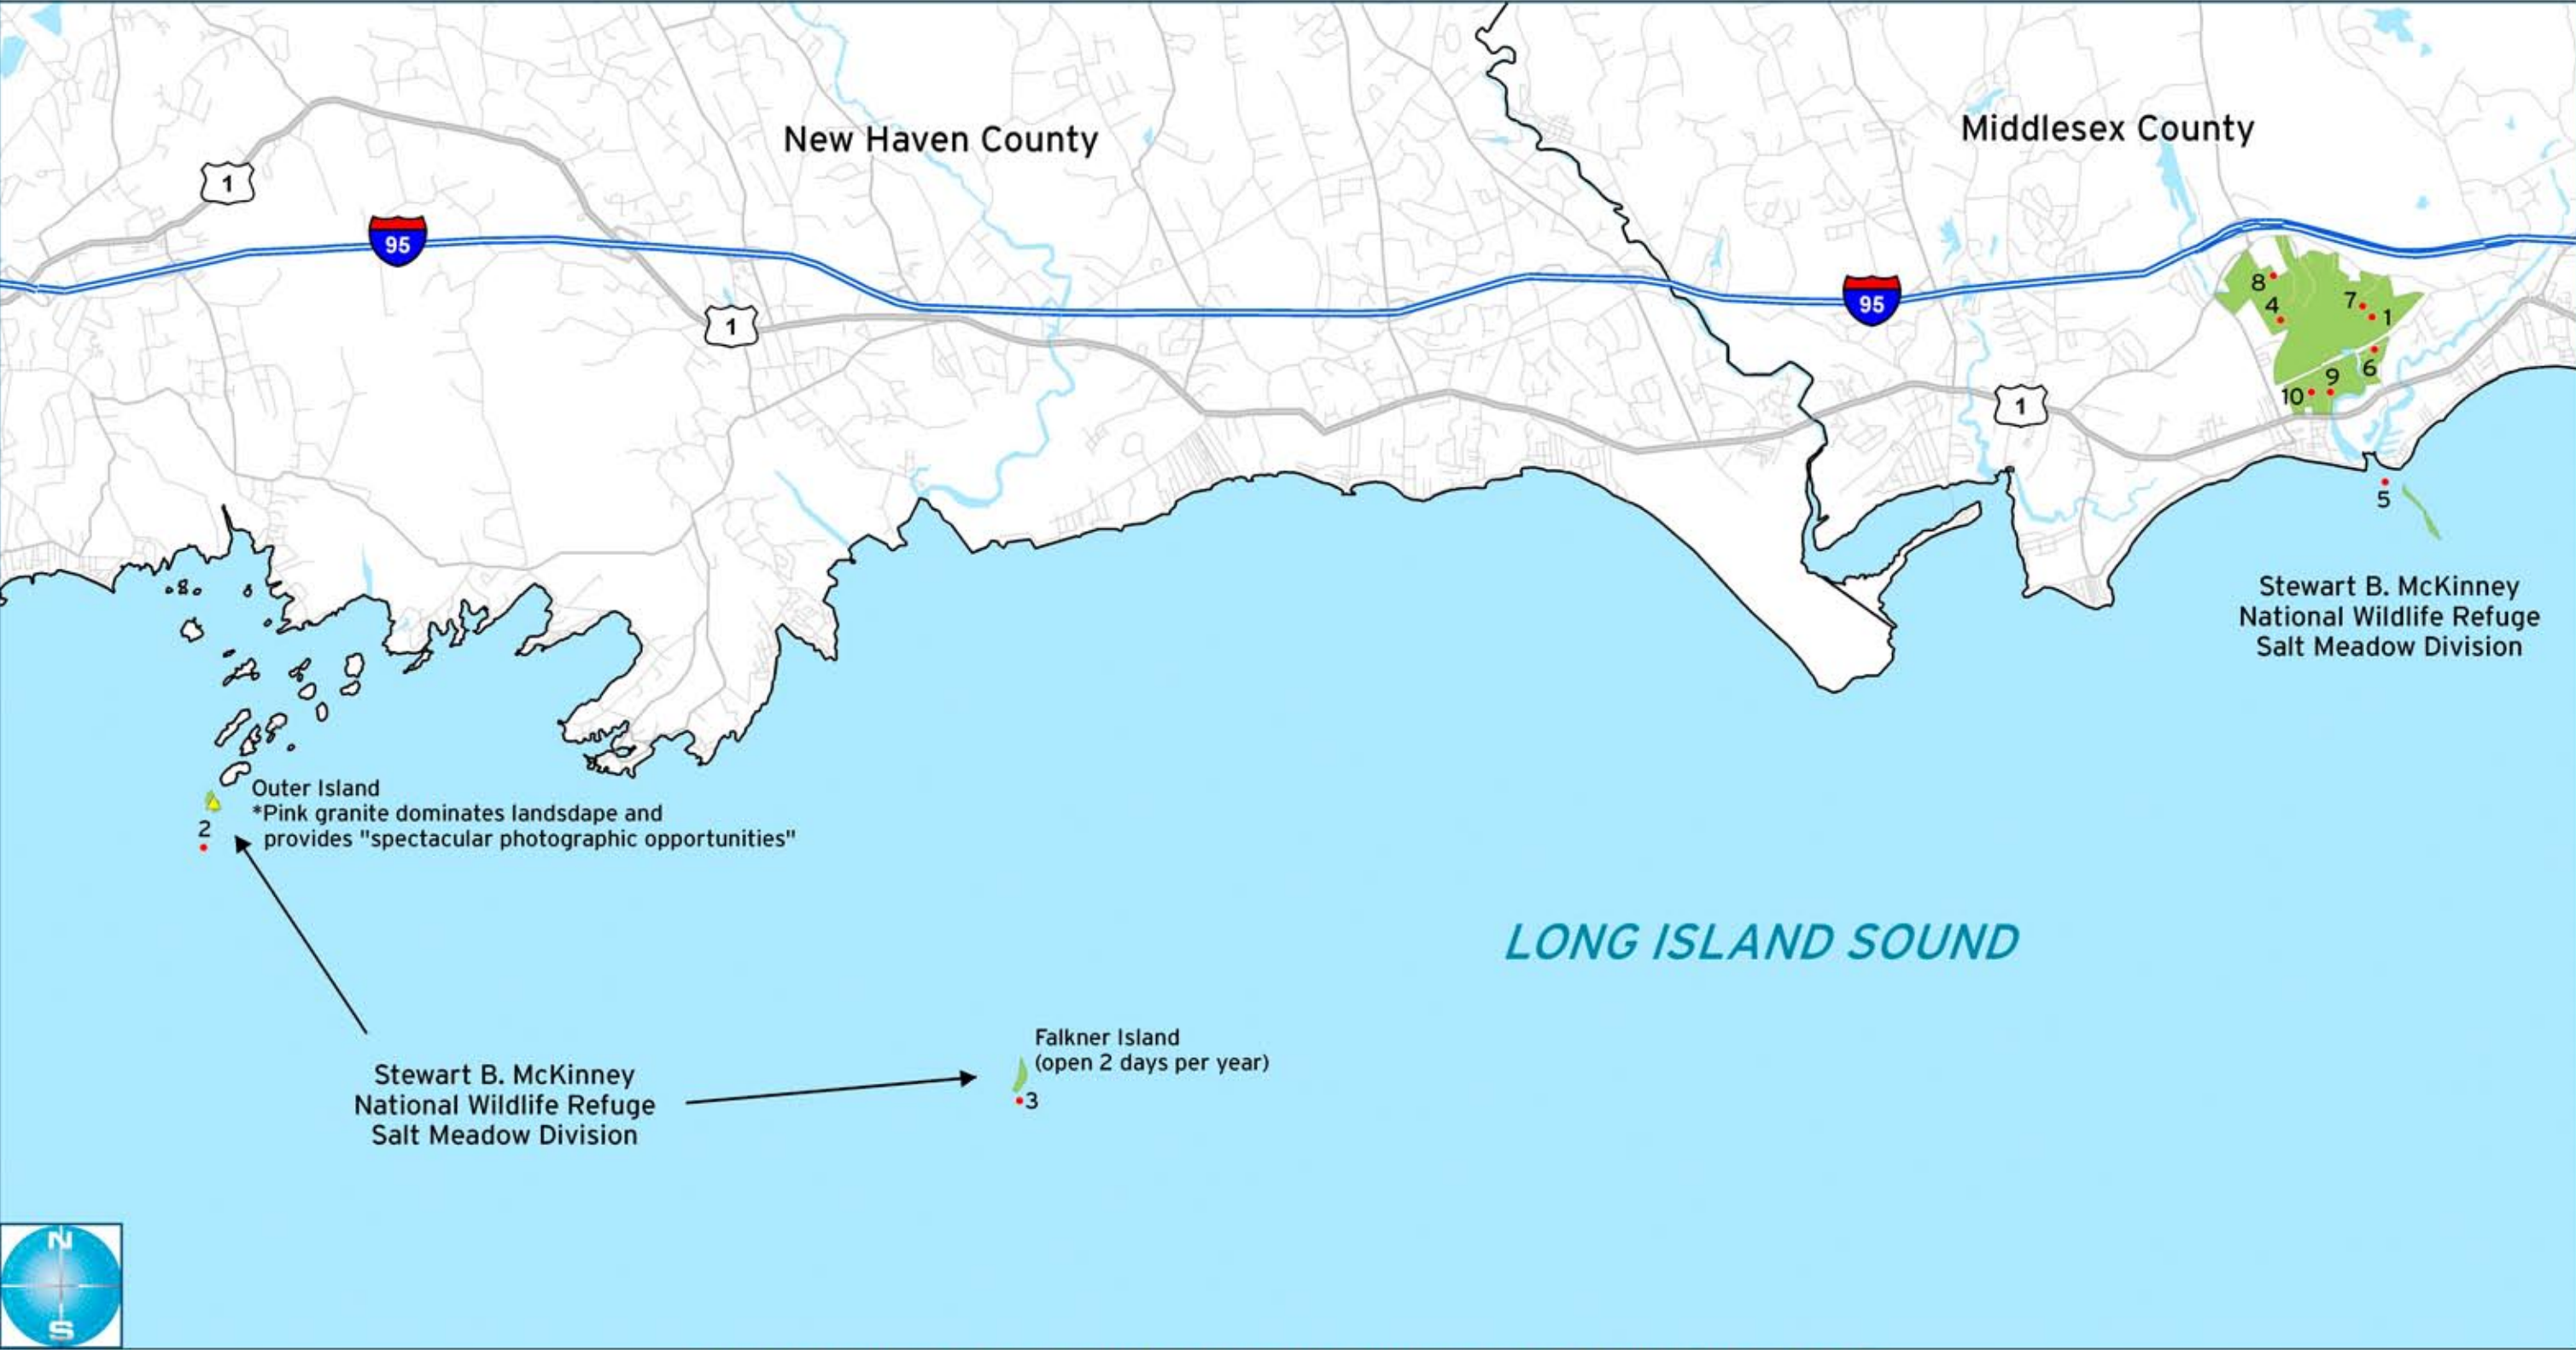 New Haven County
Middlesex County
1
95
1
95
1
8
4
7
1
6
9
10
5
Stewart B. McKinney
National Wildlife Refuge
Salt Meadow Division
Outer Island
*Pink granite dominates landsdape and
provides "spectacular photographic opportunities"
2
LONG ISLAND SOUND
Falkner Island
(open 2 days per year)
3
Stewart B. McKinney
National Wildlife Refuge
Salt Meadow Division
N
S